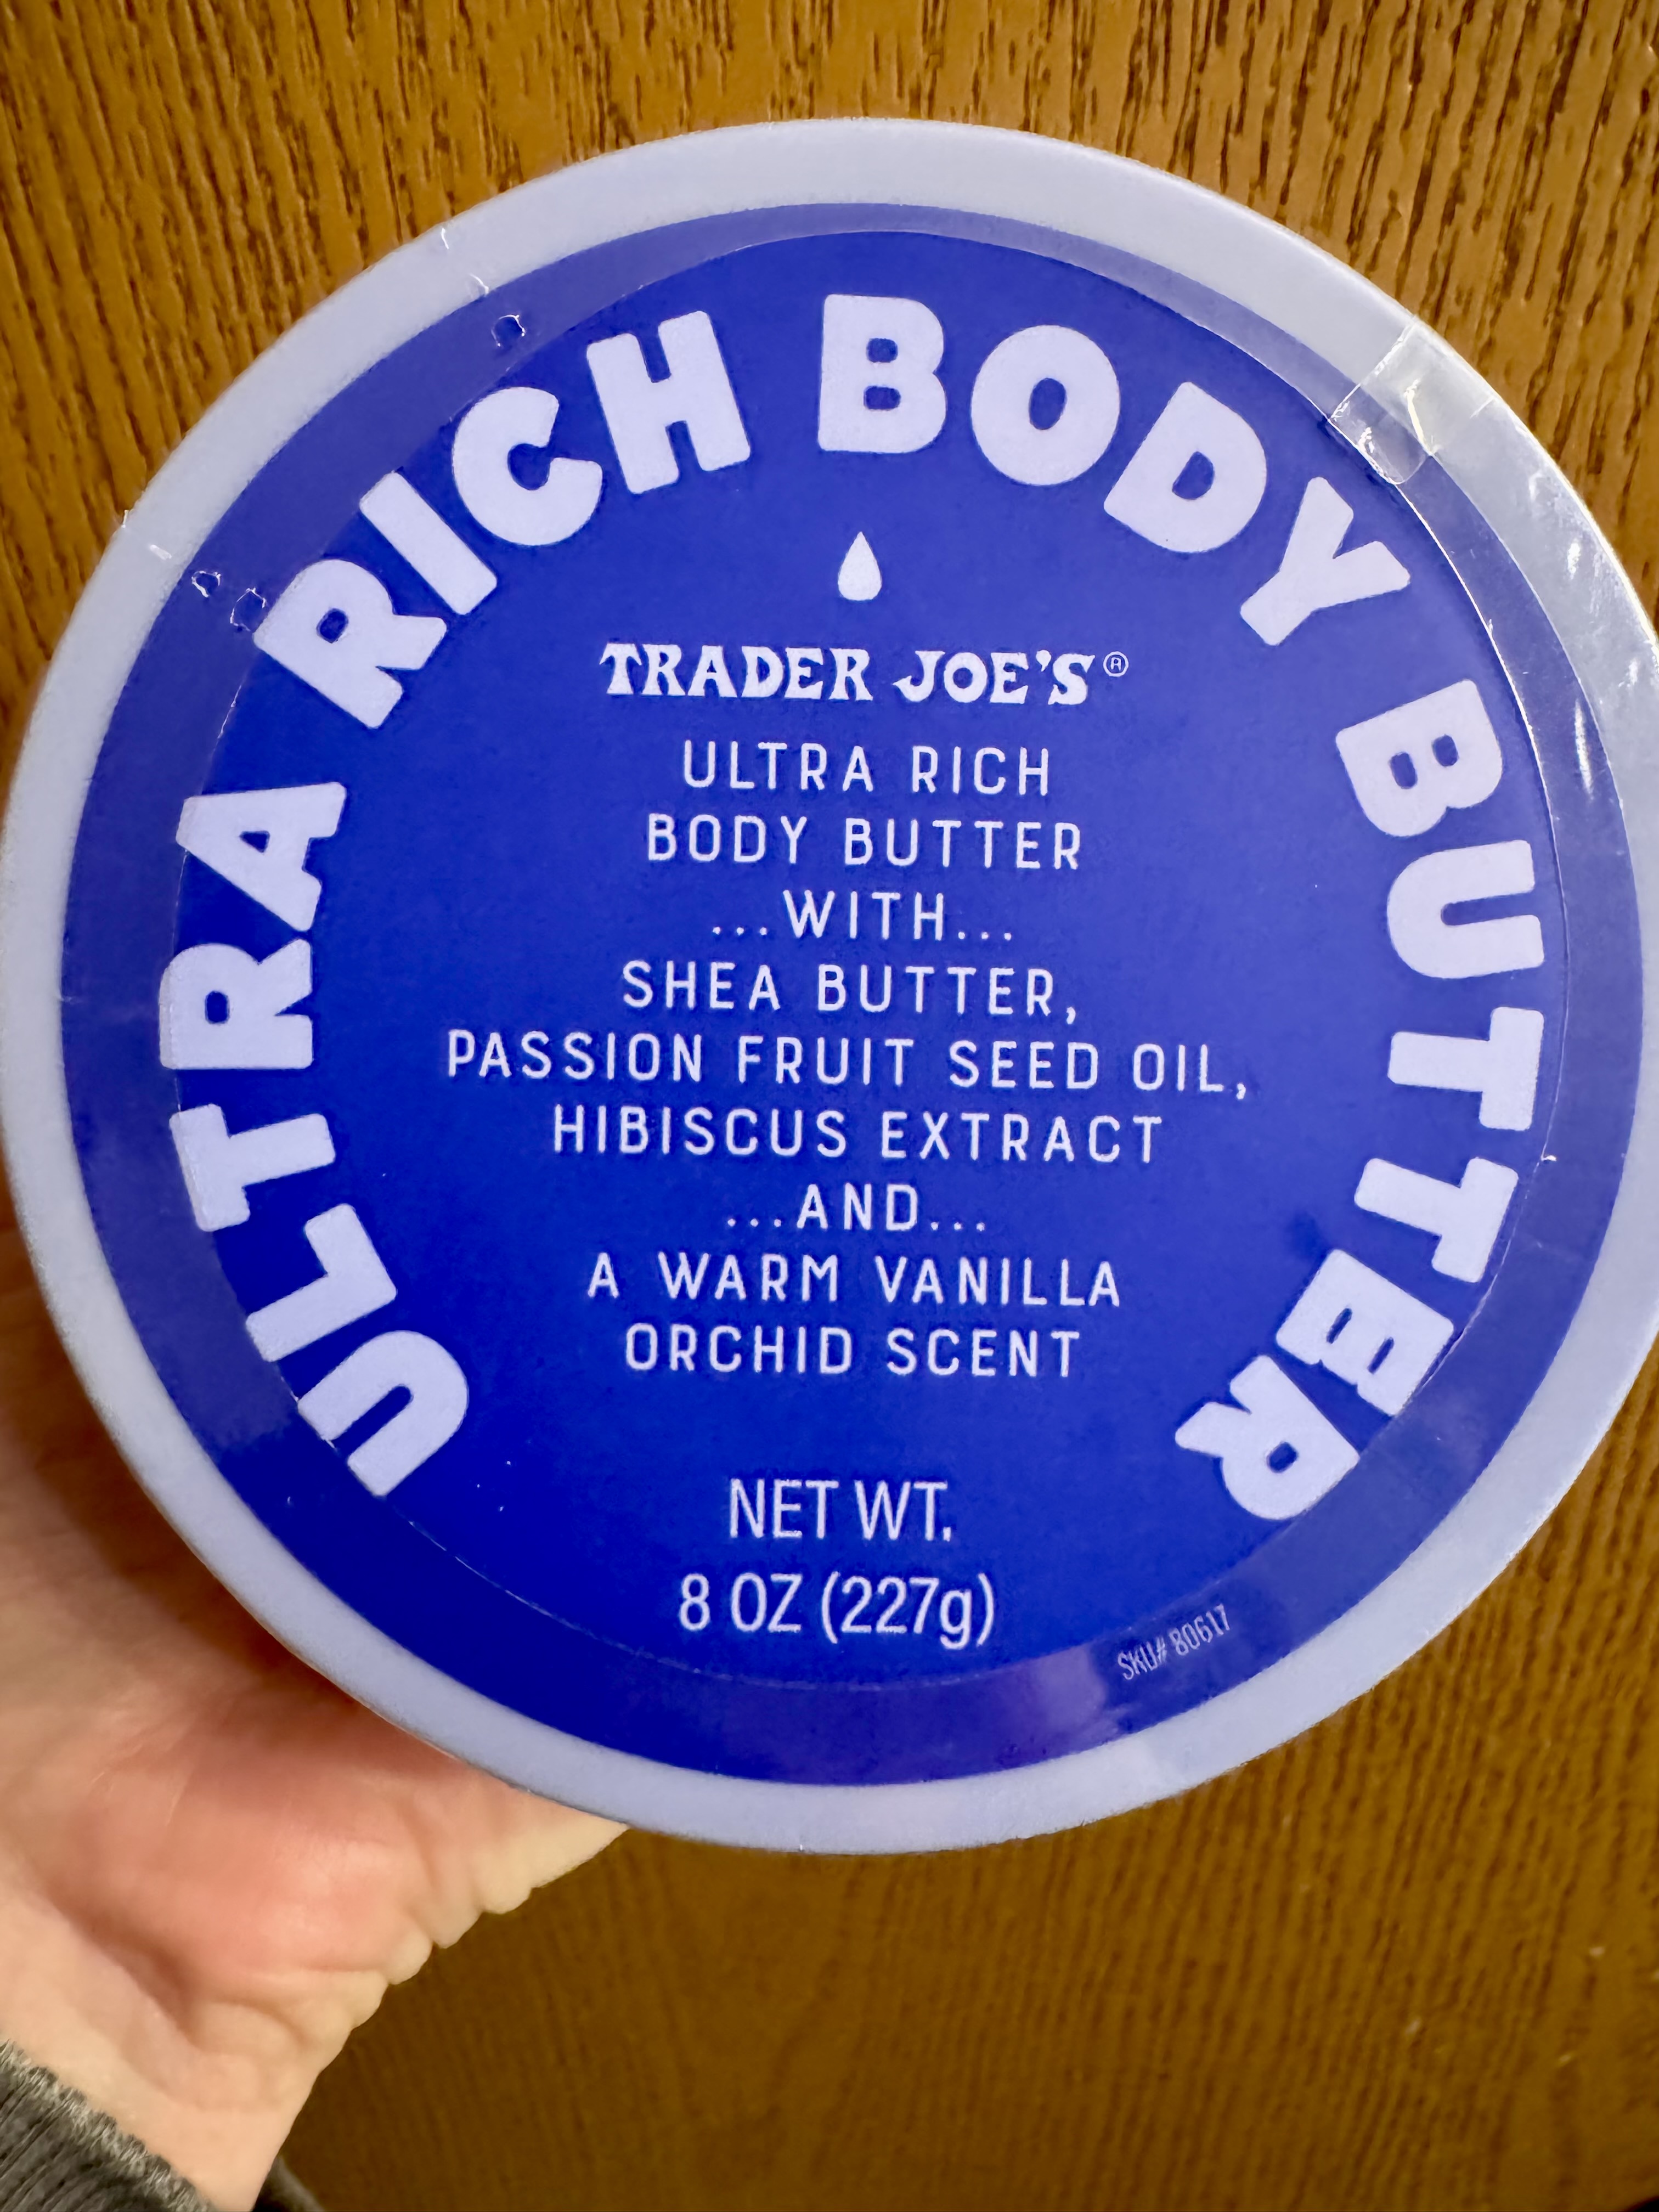 ULTRA RICH BODY BUTTER
TRADER JOE'S®
ULTRA RICH
BODY BUTTER
...WITH...
SHEA BUTTER,
PASSION FRUIT SEED OIL,
HIBISCUS EXTRACT
...AND...
A WARM VANILLA
ORCHID SCENT
NET WT.
8 OZ (227g)
SKU# 80617